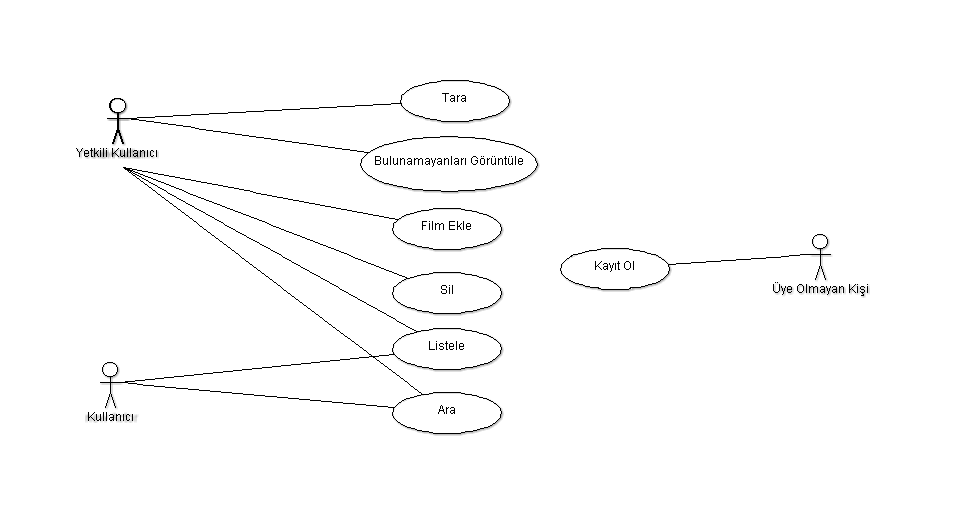 Tara
Yetkili Kullanıcı
Bulunamayanları Görüntüle
Film Ekle
Kayıt Ol
Üye Olmayan Kişi
Sil
Listele
Kullanıcı
Ara